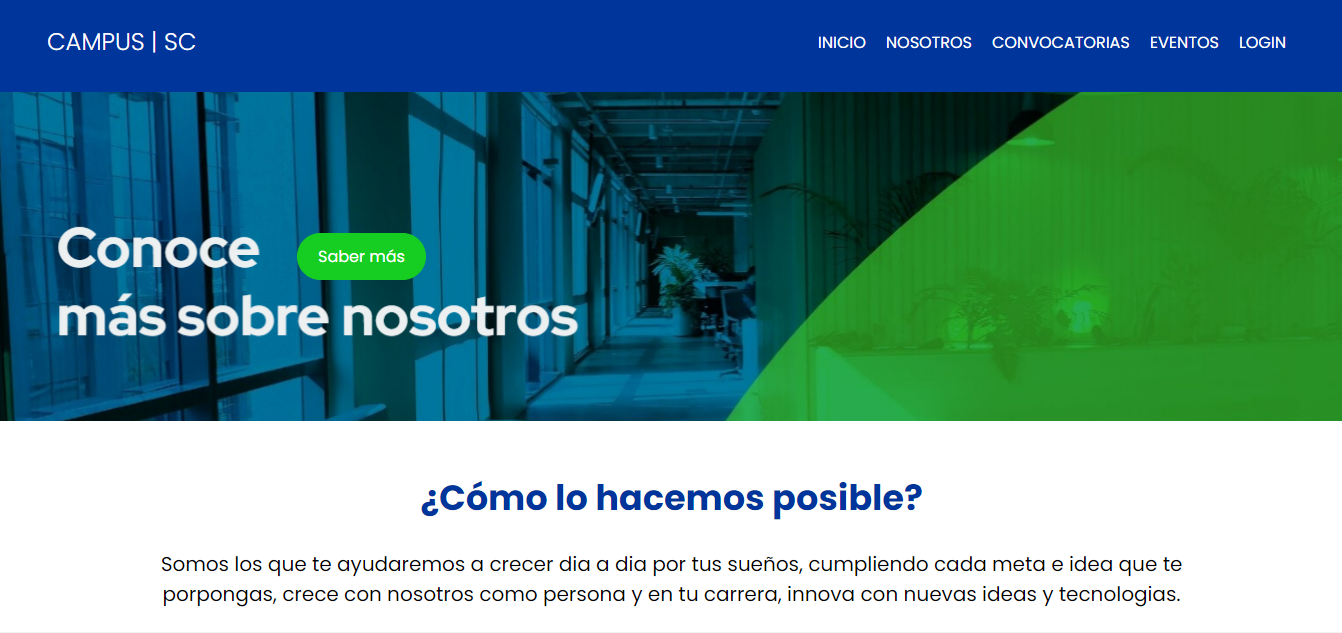 CAMPUS | SC
INICIO NOSOTROS CONVOCATORIAS EVENTOS LOGIN
Conoce
Saber más
más sobre nosotros
¿Cómo lo hacemos posible?
Somos los que te ayudaremos a crecer dia a dia por tus sueños, cumpliendo cada meta e idea que te
porpongas, crece con nosotros como persona y en tu carrera, innova con nuevas ideas y tecnologias.